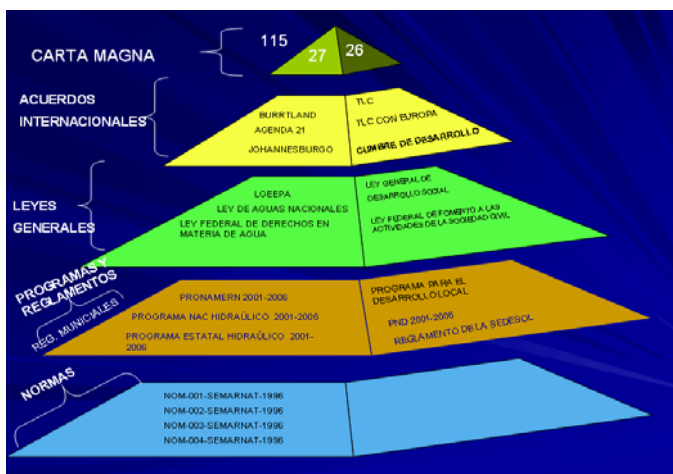 CARTA MAGNA
115
27
26
ACUERDOS
INTERNACIONALES
BURRTLAND
AGENDA 21
JOHANNESBURGO
TLC
TLC CON EUROPA
CUMBRE DE DESARROLLO
LEYES
GENERALES
LGEEPA
LEY DE AGUAS NACIONALES
LEY FEDERAL DE DERECHOS EN
MATERIA DE AGUA
LEY GENERAL DE
DESARROLLO SOCIAL
LEY FEDERAL DE FOMENTO A LAS
ACTIVIDADES DE LA SOCIEDAD CIVIL
PROGRAMAS Y
REGLAMENTOS
REG. MUNICIALES
PRONAMERN 2001-2006
PROGRAMA NAC HIDRAÚLICO 2001-2006
PROGRAMA ESTATAL HIDRAÚLICO 2001-
2006
PROGRAMA PARA EL
DESARROLLO LOCAL
PND 2001-2006
REGLAMENTO DE LA SEDESOL
NORMAS
NOM-001-SEMARNAT-1996
NOM-002-SEMARNAT-1996
NOM-003-SEMARNAT-1996
NOM-004-SEMARNAT-1996